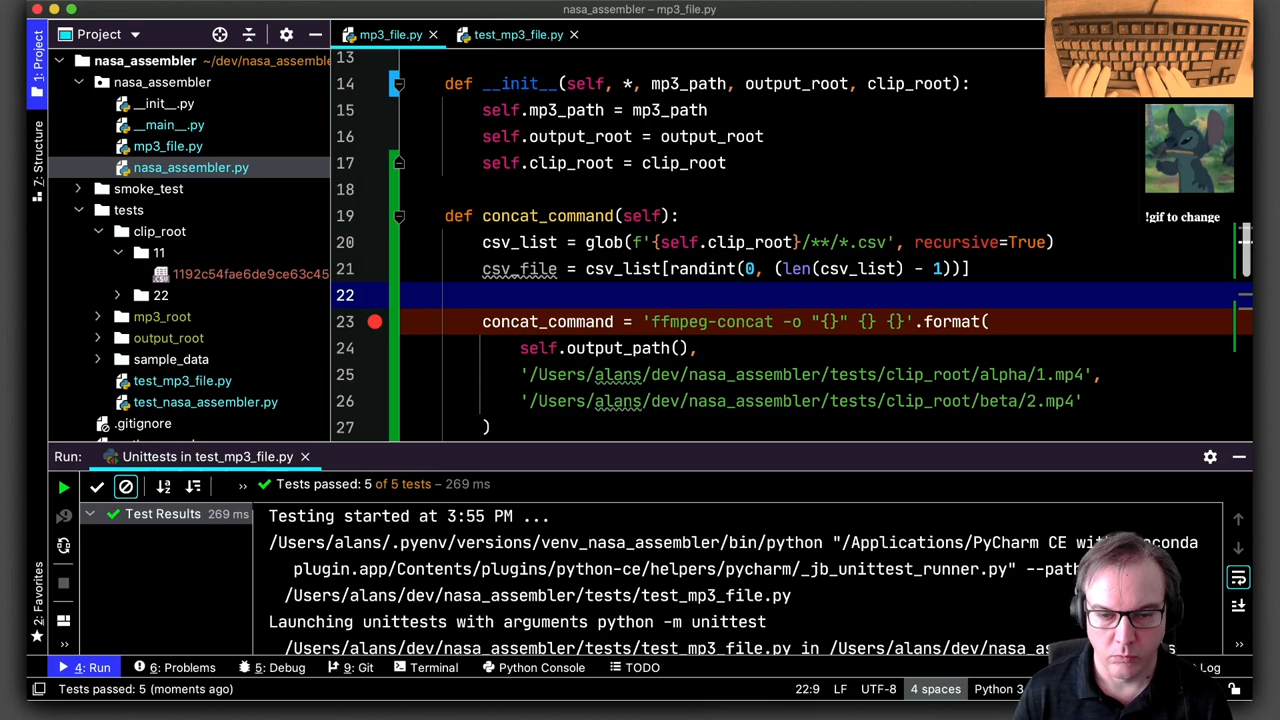 nasa_assembler – mp3_file.py
Project
mp3_file.py
test_mp3_file.py
1: Project
7: Structure
2: Favorites
nasa_assembler ~/dev/nasa_assemble
nasa_assembler
__init__.py
__main__.py
mp3_file.py
nasa_assembler.py
smoke_test
tests
clip_root
11
1192c54fae6de9ce63c45
22
mp3_root
output_root
sample_data
test_mp3_file.py
test_nasa_assembler.py
.gitignore
13
14 def __init__(self, *, mp3_path, output_root, clip_root):
15 self.mp3_path = mp3_path
16 self.output_root = output_root
17 self.clip_root = clip_root
18
19 def concat_command(self):
20 csv_list = glob(f'{self.clip_root}/**/*.csv', recursive=True)
21 csv_file = csv_list[randint(0, (len(csv_list) - 1))]
22
23 concat_command = 'ffmpeg-concat -o "{}" {} {}'.format(
24 self.output_path(),
25 '/Users/alans/dev/nasa_assembler/tests/clip_root/alpha/1.mp4',
26 '/Users/alans/dev/nasa_assembler/tests/clip_root/beta/2.mp4'
27 )
!gif to change
Run: Unittests in test_mp3_file.py
Tests passed: 5 of 5 tests – 269 ms
Test Results 269 ms
Testing started at 3:55 PM ...
/Users/alans/.pyenv/versions/venv_nasa_assembler/bin/python "/Applications/PyCharm CE with Anaconda
plugin.app/Contents/plugins/python-ce/helpers/pycharm/_jb_unittest_runner.py" --path
/Users/alans/dev/nasa_assembler/tests/test_mp3_file.py
Launching unittests with arguments python -m unittest
/Users/alans/dev/nasa_assembler/tests/test_mp3_file.py in /Users/alans/dev/nasa_asse
4: Run
6: Problems
5: Debug
9: Git
Terminal
Python Console
TODO
Log
Tests passed: 5 (moments ago)
22:9 LF UTF-8 4 spaces Python 3